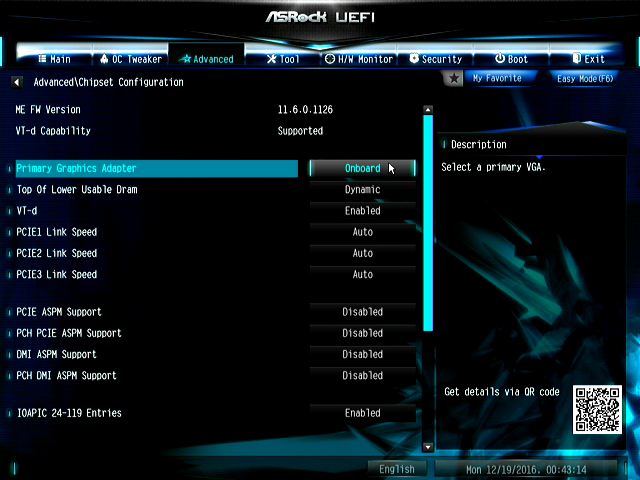 ASRock UEFI
Main OC Tweaker Advanced Tool H/W Monitor Security Boot Exit
Advanced\Chipset Configuration
My Favorite
Easy Mode(F6)
ME FW Version 11.6.0.1126
VT-d Capability Supported
Primary Graphics Adapter Onboard
Top Of Lower Usable Dram Dynamic
VT-d Enabled
PCIE1 Link Speed Auto
PCIE2 Link Speed Auto
PCIE3 Link Speed Auto
PCIE ASPM Support Disabled
PCH PCIE ASPM Support Disabled
DMI ASPM Support Disabled
PCH DMI ASPM Support Disabled
IOAPIC 24-119 Entries Enabled
Description
Select a primary VGA.
Get details via QR code
English
Mon 12/19/2016. 00:43:14